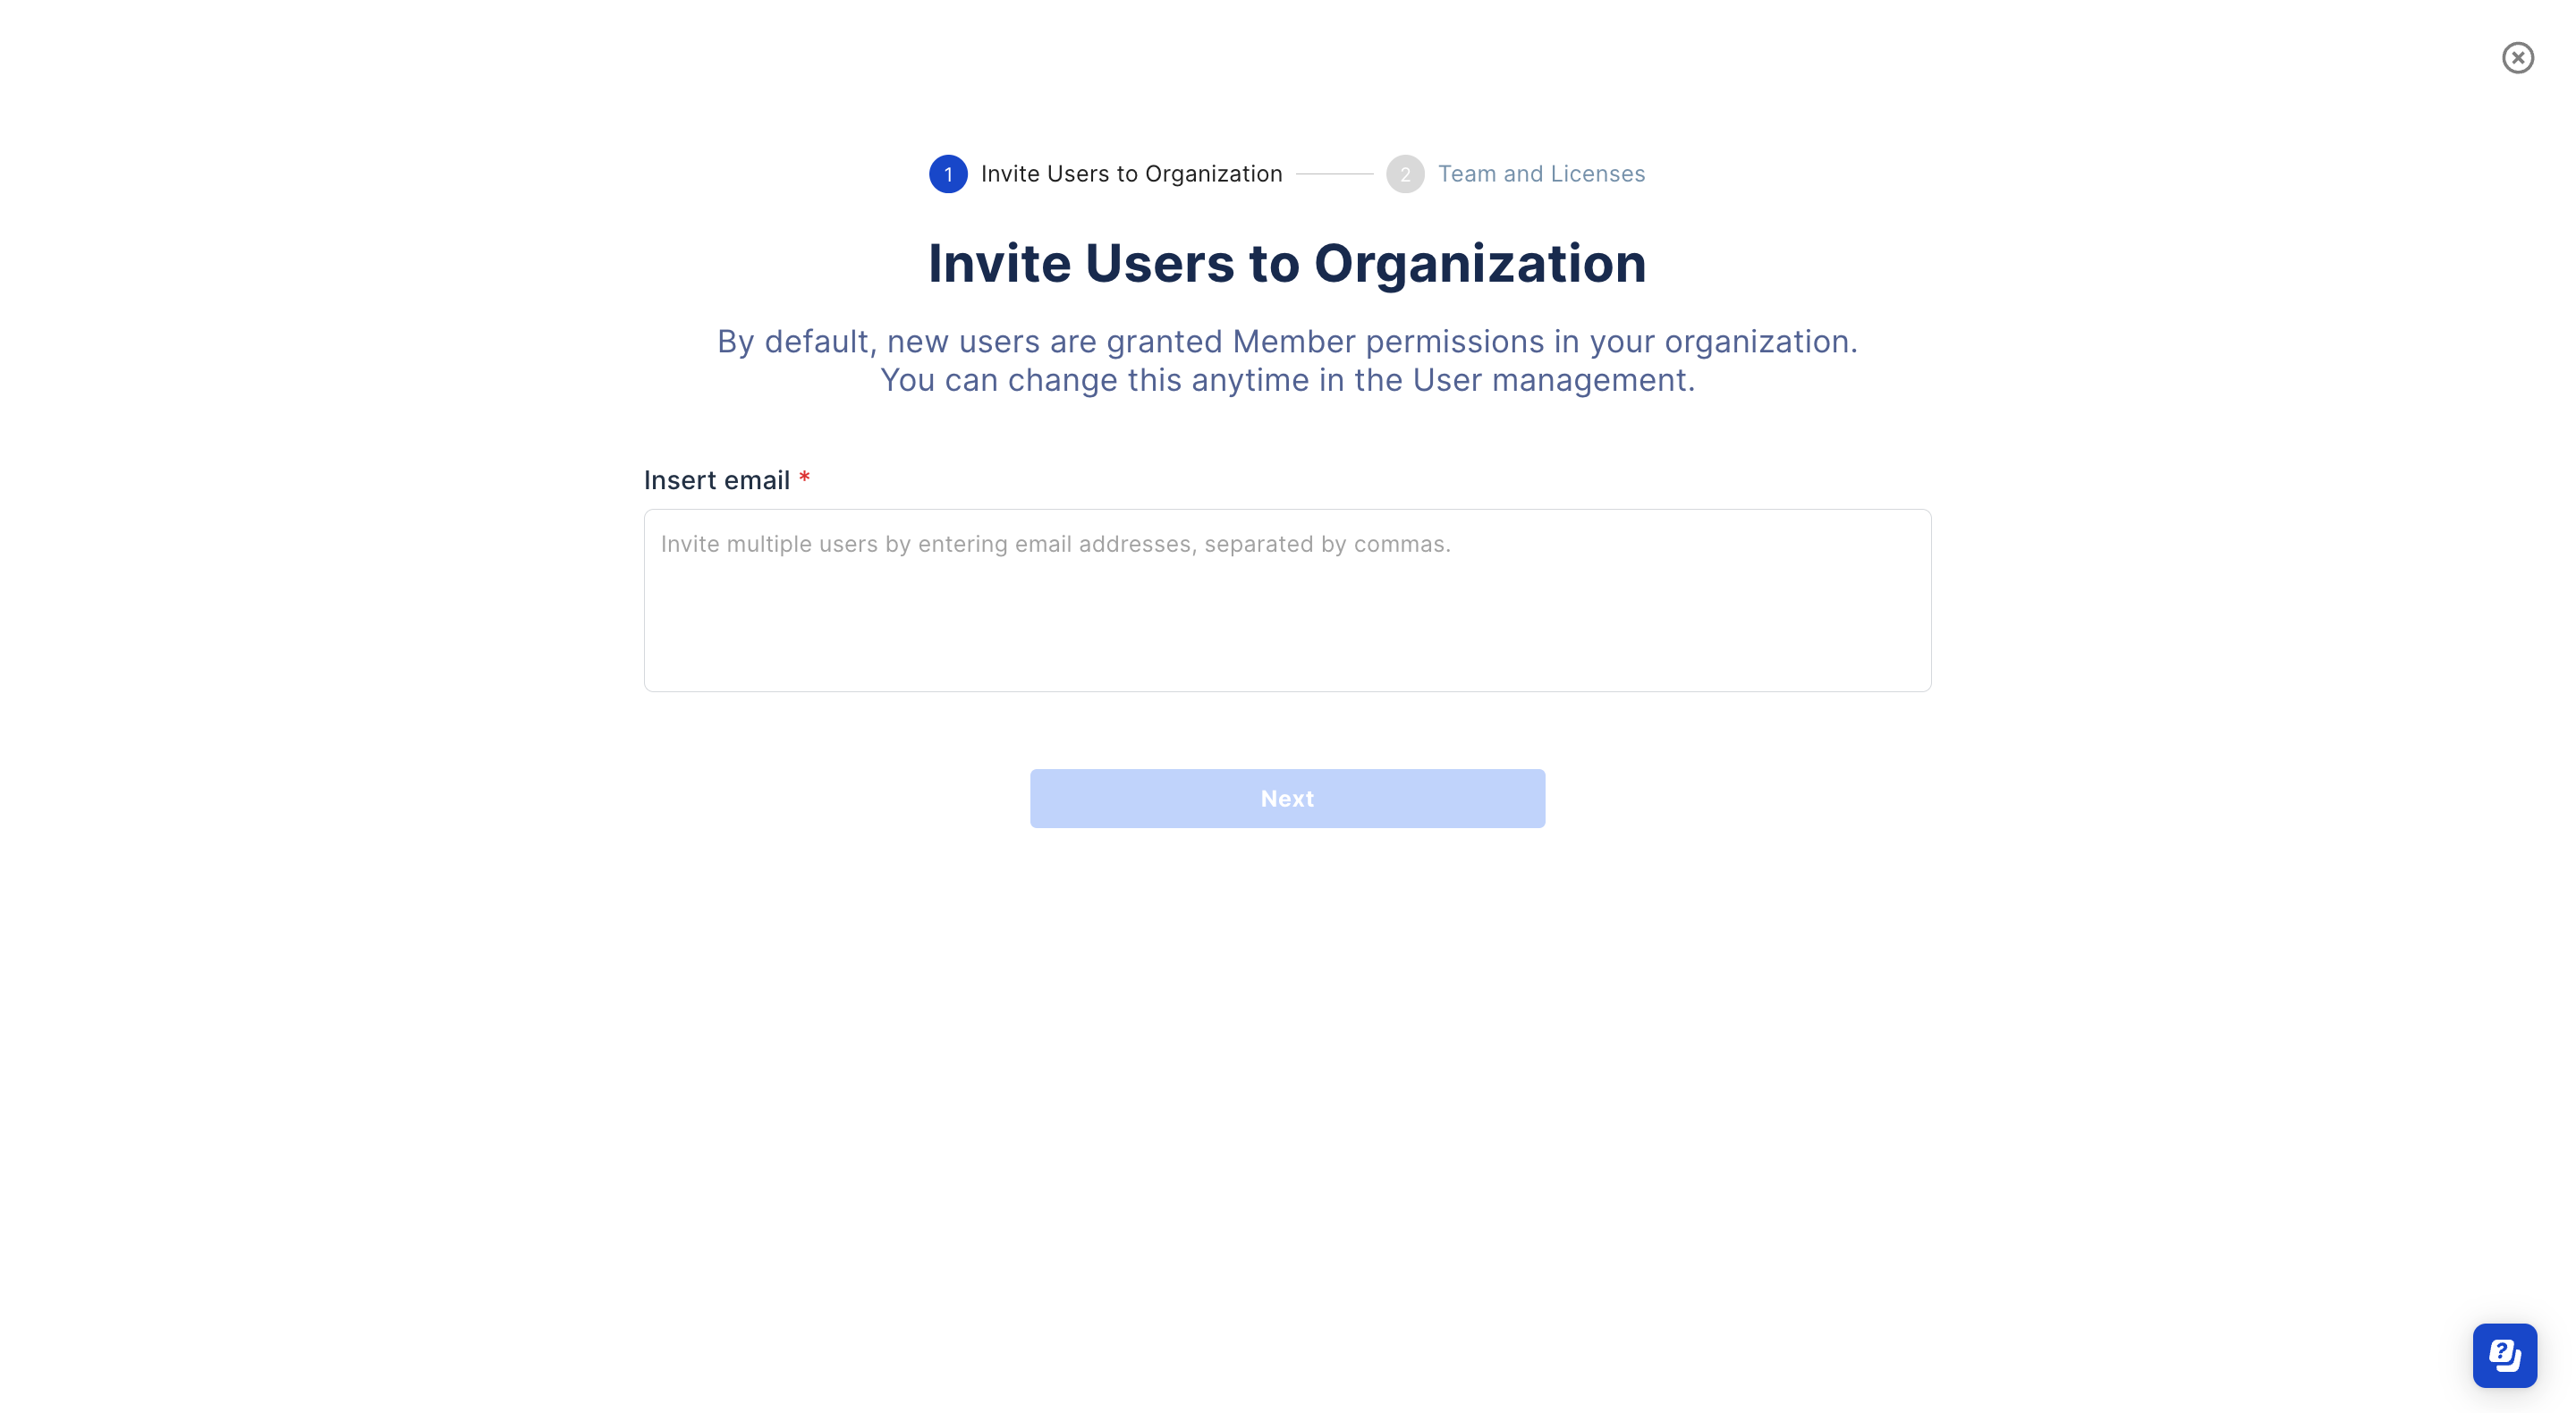 1 Invite Users to Organization 2 Team and Licenses
Invite Users to Organization
By default, new users are granted Member permissions in your organization.
You can change this anytime in the User management.
Insert email *
Invite multiple users by entering email addresses, separated by commas.
Next
?